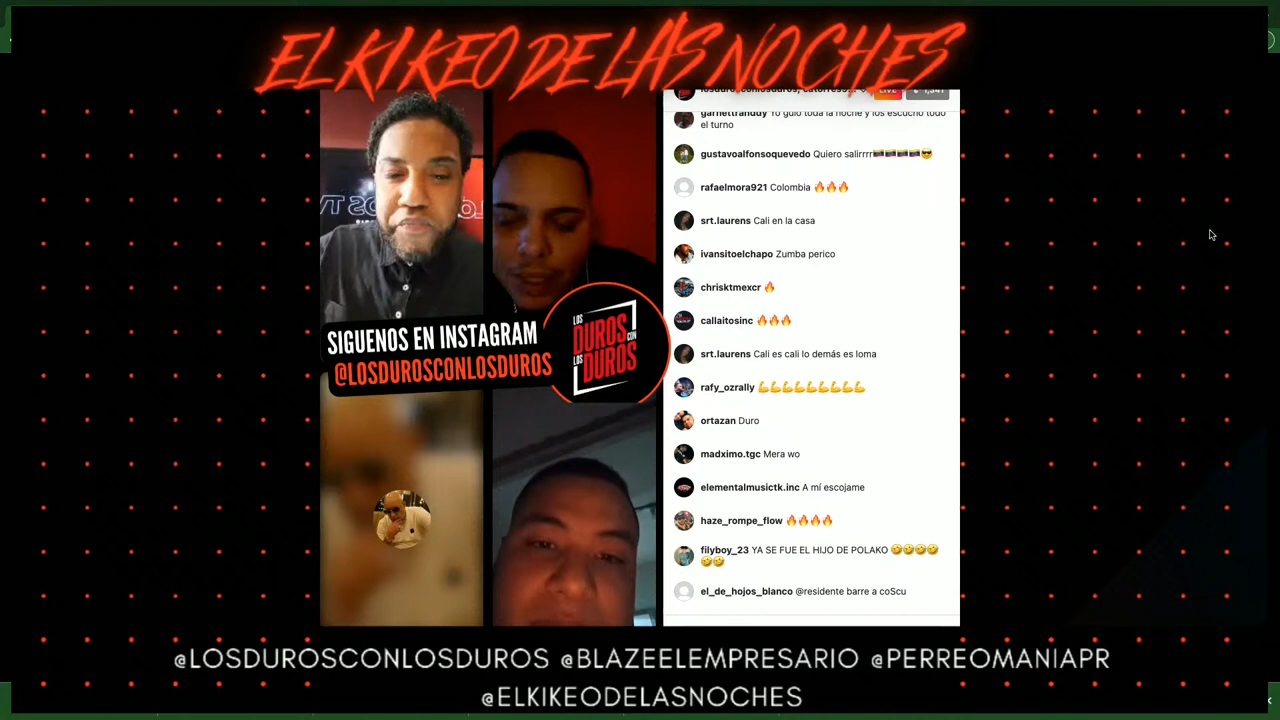 EL KIKEO DE LAS NOCHES
LIVE
garnettranddy Yo guio toda la noche y los escucho todo
el turno
gustavoalfonsoquevedo Quiero salirrrr🇻🇪🇻🇪🇻🇪🇻🇪😎
rafaelmora921 Colombia 🔥🔥🔥
srt.laurens Cali en la casa
ivansitoelchapo Zumba perico
chrisktmexcr 🔥
callaitosinc 🔥🔥🔥
srt.laurens Cali es cali lo demás es loma
rafy_ozrally 💪💪💪💪💪💪💪💪💪
ortazan Duro
madximo.tgc Mera wo
elementalmusictk.inc A mí escojame
haze_rompe_flow 🔥🔥🔥🔥
filyboy_23 YA SE FUE EL HIJO DE POLAKO 🤣🤣🤣🤣
🤣🤣
el_de_hojos_blanco @residente barre a coScu
SIGUENOS EN INSTAGRAM
@LOSDUROSCONLOSDUROS
LOS
DUROS
CON
LOS
DUROS
@LOSDUROSCONLOSDUROS @BLAZEELEMPRESARIO @PERREOMANIAPR
@ELKIKEODELASNOCHES